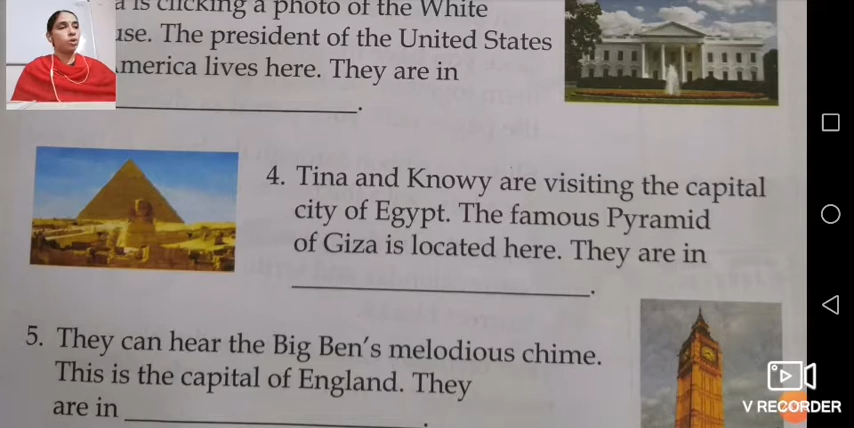 a is clicking a photo of the White
use. The president of the United States
merica lives here. They are in
.
4. Tina and Knowy are visiting the capital
city of Egypt. The famous Pyramid
of Giza is located here. They are in
.
5. They can hear the Big Ben's melodious chime.
This is the capital of England. They
are in .
V RECORDER